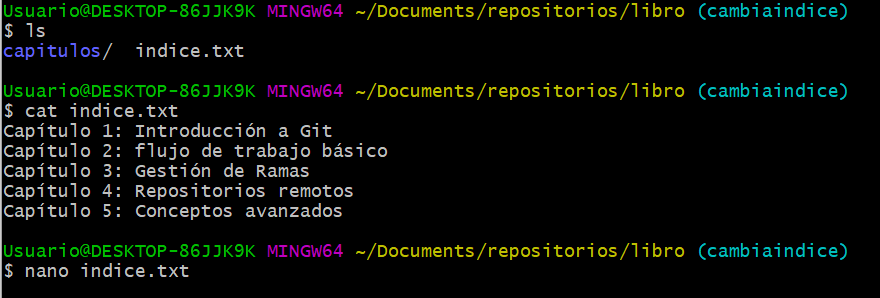 Usuario@DESKTOP-86JJK9K MINGW64 ~/Documents/repositorios/libro (cambiaindice)
$ ls
capitulos/  indice.txt
Usuario@DESKTOP-86JJK9K MINGW64 ~/Documents/repositorios/libro (cambiaindice)
$ cat indice.txt
Capítulo 1: Introducción a Git
Capítulo 2: flujo de trabajo básico
Capítulo 3: Gestión de Ramas
Capítulo 4: Repositorios remotos
Capítulo 5: Conceptos avanzados
Usuario@DESKTOP-86JJK9K MINGW64 ~/Documents/repositorios/libro (cambiaindice)
$ nano indice.txt